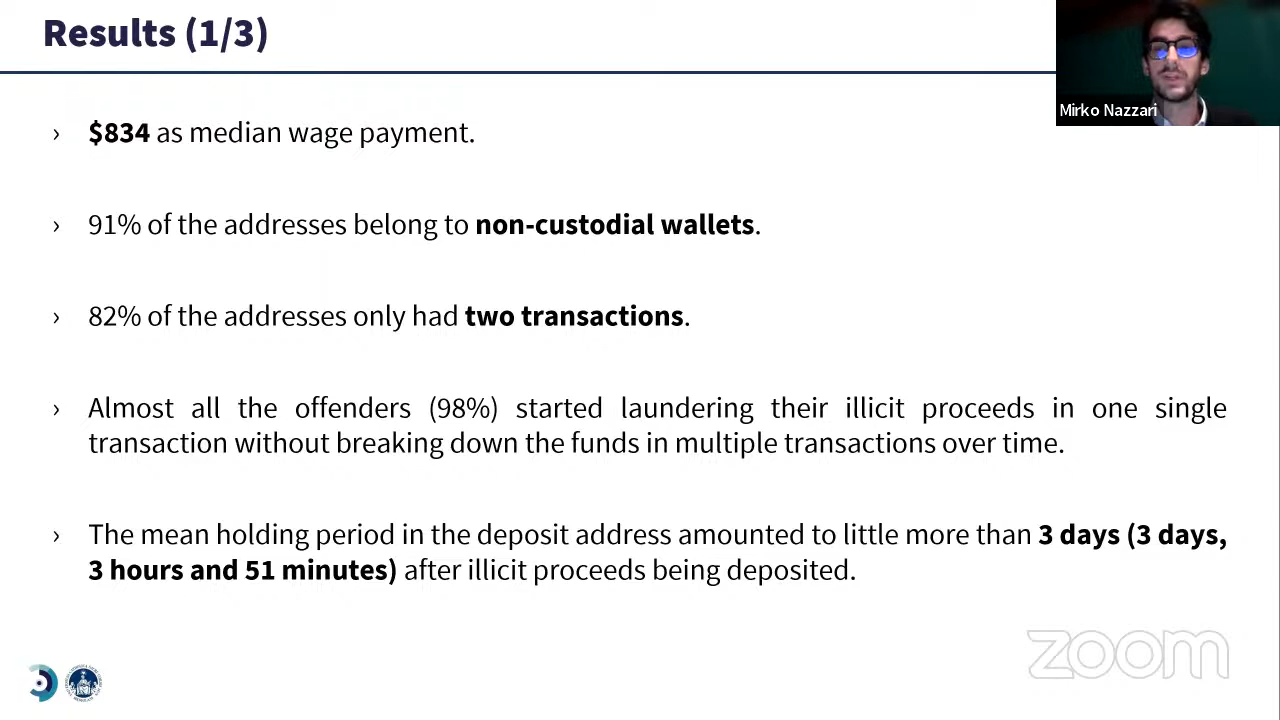 Results (1/3)
Mirko Nazzari
› $834 as median wage payment.
› 91% of the addresses belong to non-custodial wallets.
› 82% of the addresses only had two transactions.
› Almost all the offenders (98%) started laundering their illicit proceeds in one single
transaction without breaking down the funds in multiple transactions over time.
› The mean holding period in the deposit address amounted to little more than 3 days (3 days,
3 hours and 51 minutes) after illicit proceeds being deposited.
zoom